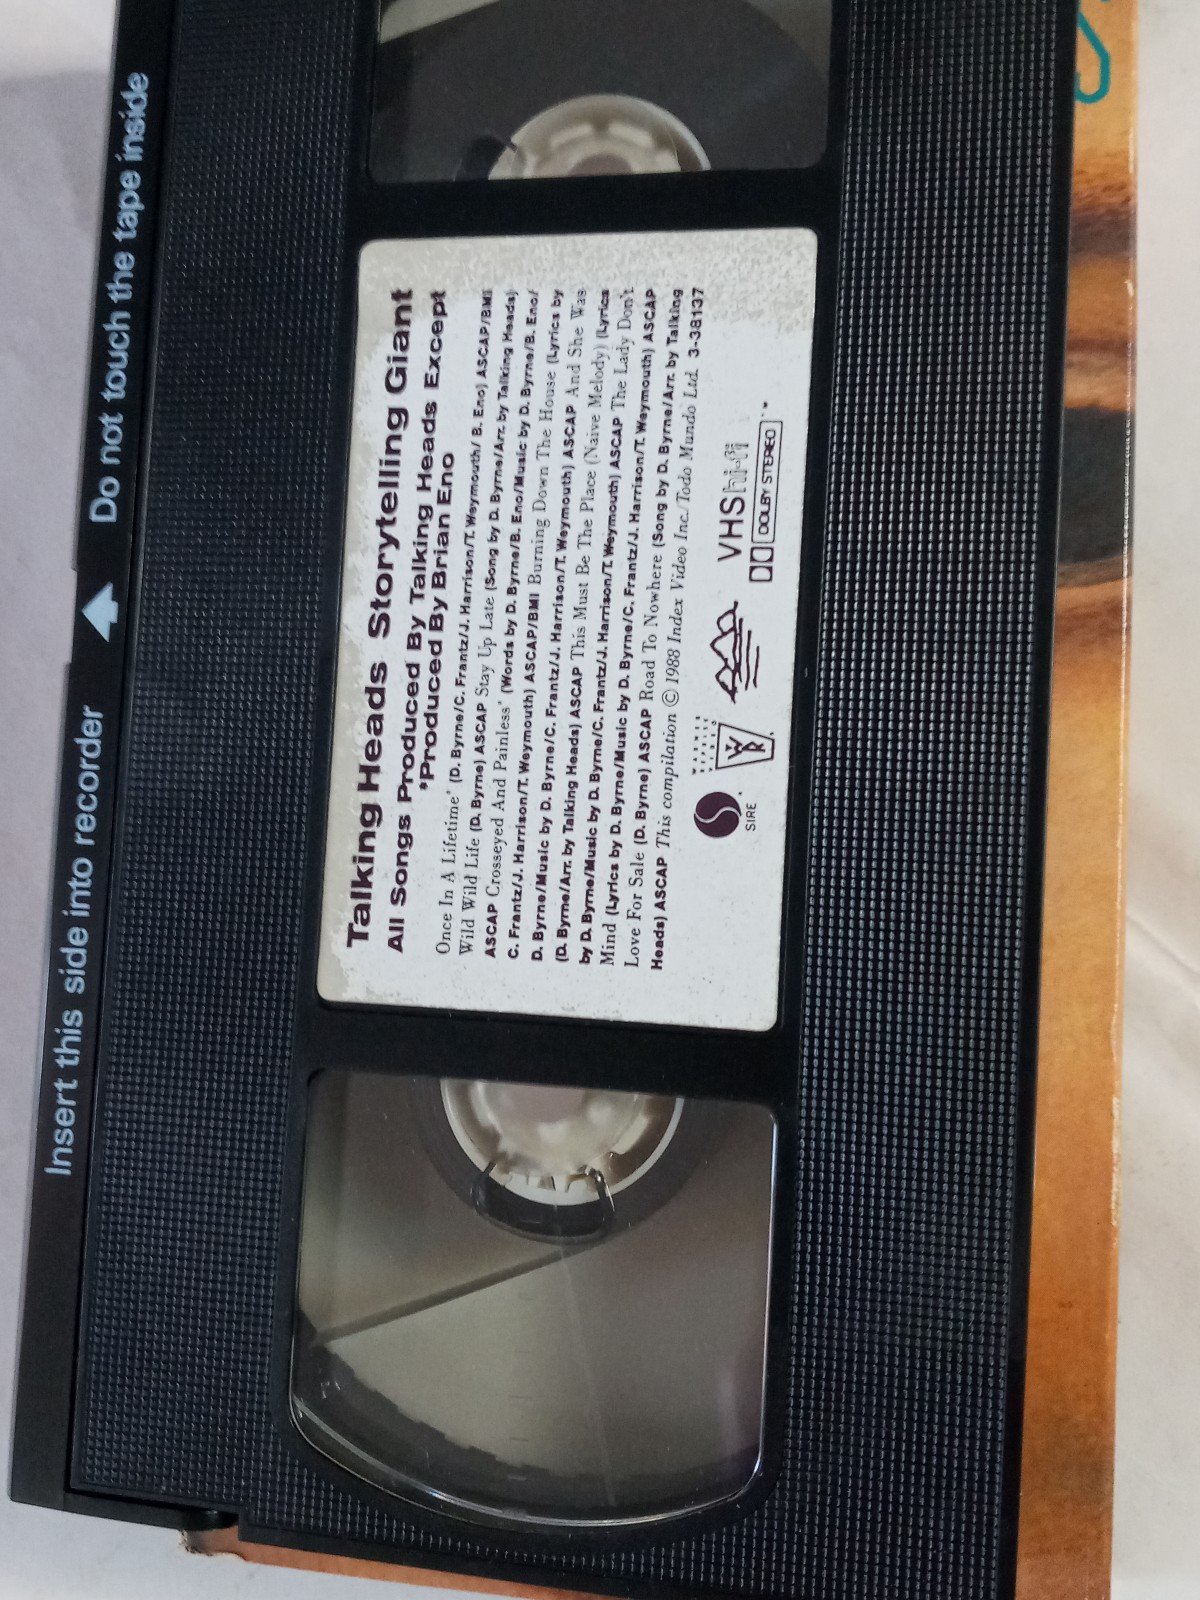 Insert this side into recorder Do not touch the tape inside
Talking Heads Storytelling Giant
All Songs Produced By Talking Heads Except
*Produced By Brian Eno
Once In A Lifetime* (D. Byrne/C. Frantz/J. Harrison/T. Weymouth/ B. Eno) ASCAP/BMI
Wild Wild Life (D. Byrne) ASCAP Stay Up Late (Song by D. Byrne/Arr. by Talking Heads)
ASCAP Crosseyed And Painless* (Words by D. Byrne/B. Eno/Music by D. Byrne/B. Eno/
C. Frantz/J. Harrison/T. Weymouth) ASCAP/BMI Burning Down The House (Lyrics by
D. Byrne/Music by D. Byrne/C. Frantz/J. Harrison/T. Weymouth) ASCAP And She Was
(D. Byrne/Arr. by Talking Heads) ASCAP This Must Be The Place (Naive Melody) (Lyrics
by D. Byrne/Music by D. Byrne/C. Frantz/J. Harrison/T. Weymouth) ASCAP The Lady Don't
Mind (Lyrics by D. Byrne/Music by D. Byrne/C. Frantz/J. Harrison/T. Weymouth) ASCAP
Love For Sale (D. Byrne) ASCAP Road To Nowhere (Song by D. Byrne/Arr. by Talking
Heads) ASCAP This compilation © 1988 Index Video Inc./Todo Mundo Ltd. 3-38137
SIRE
WR
VHS hi-fi
DOLBY STEREO